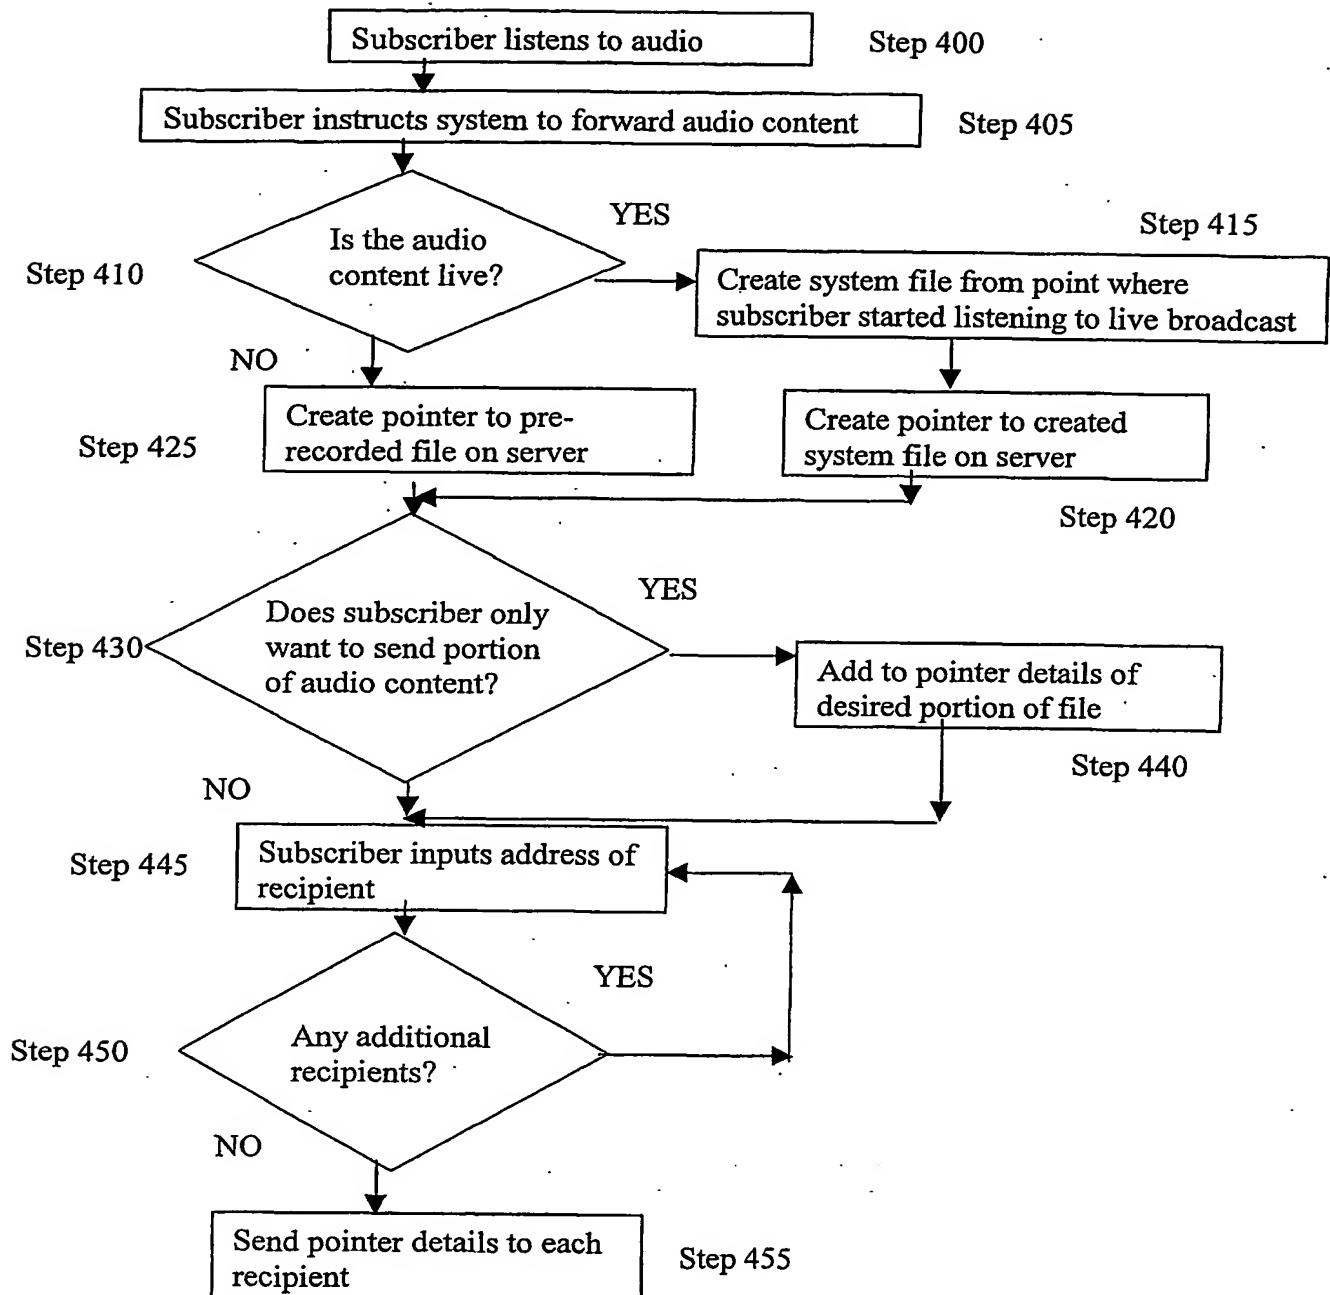 Subscriber listens to audio
Step 400
Subscriber instructs system to forward audio content
Step 405
YES
Step 415
Is the audio
content live?
Step 410
Create system file from point where
subscriber started listening to live broadcast
NO
Create pointer to pre-
recorded file on server
Step 425
Create pointer to created
system file on server
Step 420
YES
Does subscriber only
want to send portion
of audio content?
Step 430
Add to pointer details of
desired portion of file
Step 440
NO
Subscriber inputs address of
recipient
Step 445
YES
Any additional
recipients?
Step 450
NO
Send pointer details to each
recipient
Step 455